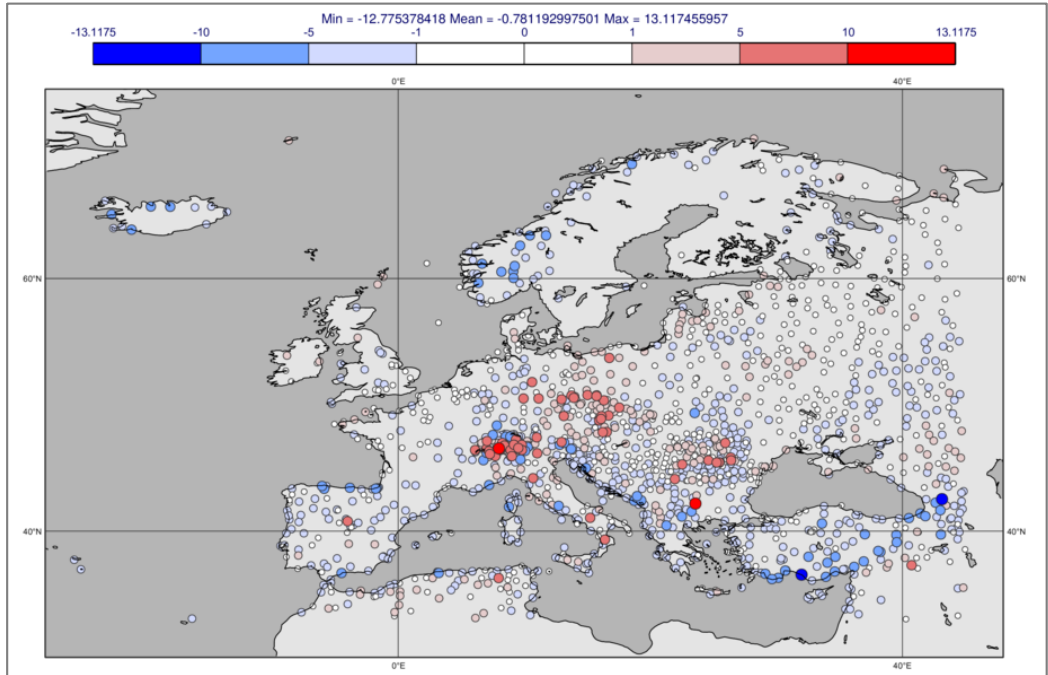 Min = -12.775378418 Mean = -0.781192997501 Max = 13.117455957
-13.1175 -10 -5 -1 0 1 5 10 13.1175
0°E 40°E
60°N 60°N
40°N 40°N
0°E 40°E